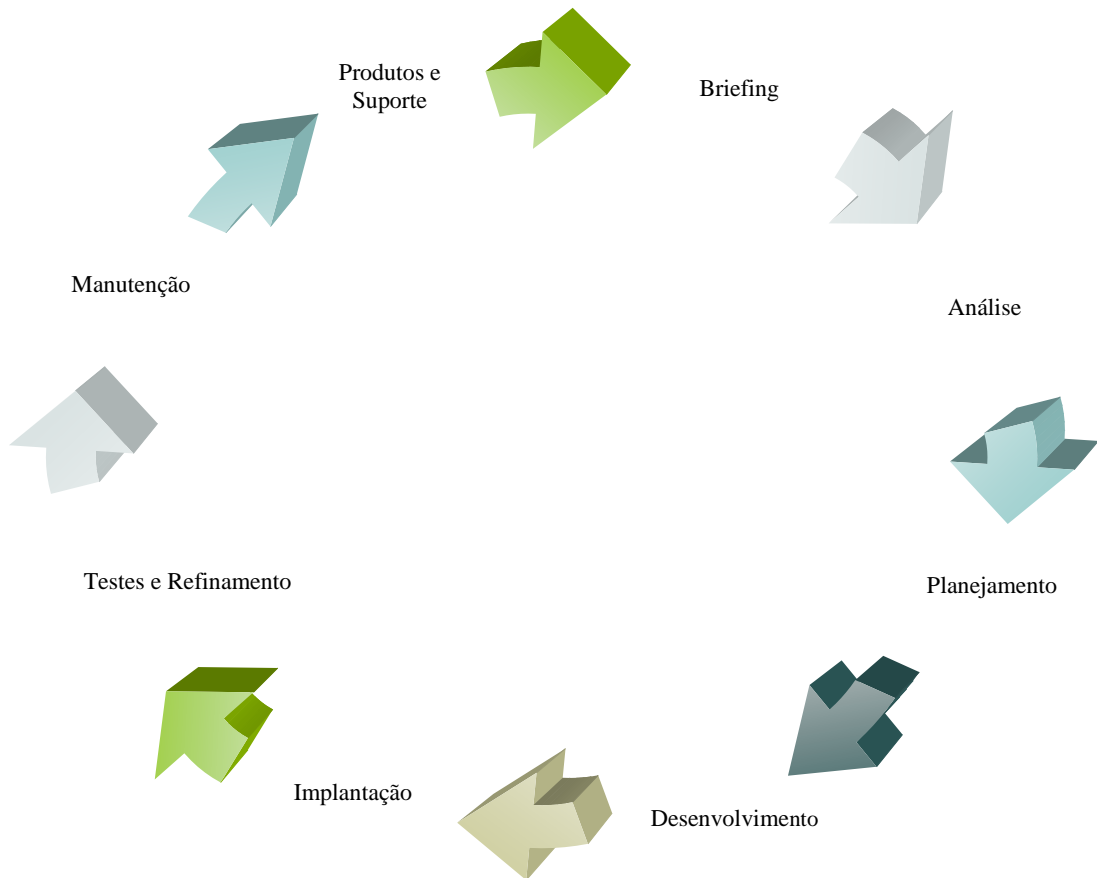 Produtos e
Suporte
Briefing
Manutenção
Análise
Testes e Refinamento
Planejamento
Implantação
Desenvolvimento